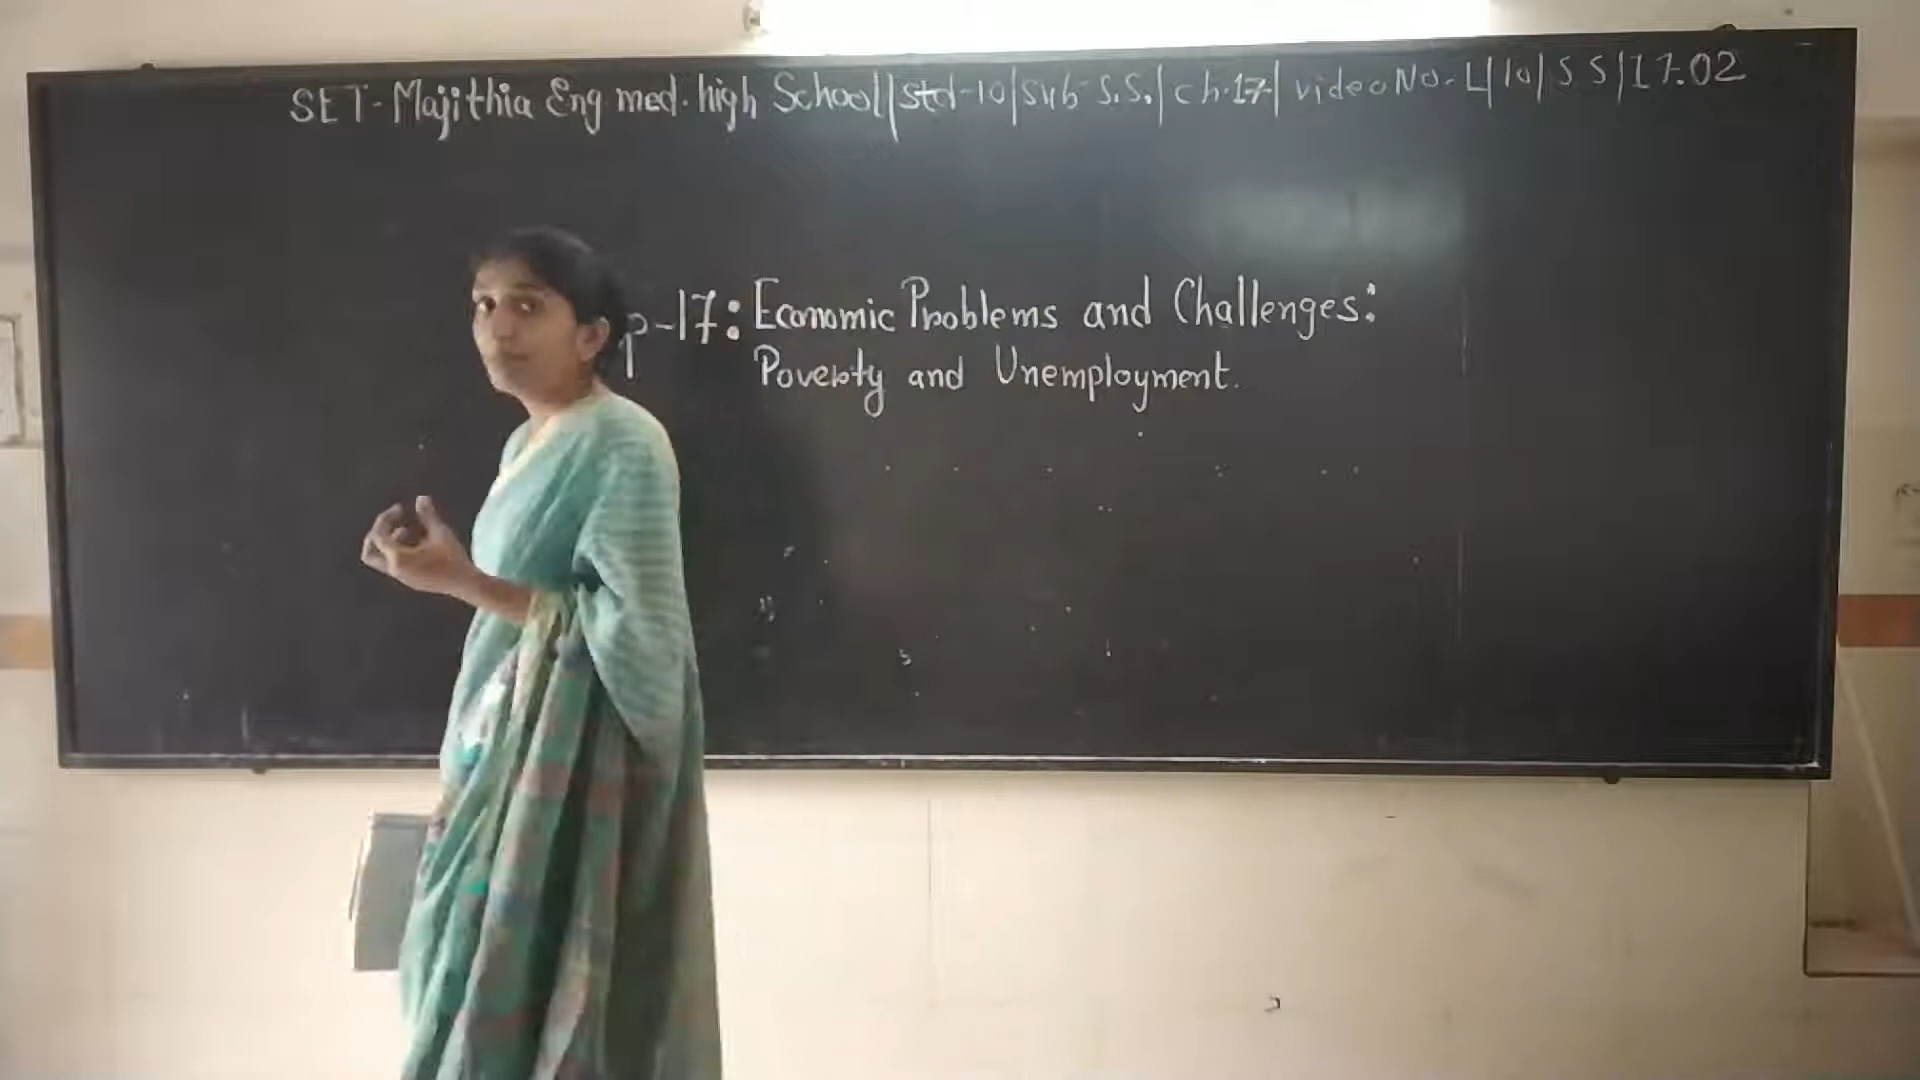 SET-Majithia Eng med. high School|Std-10|Sub-S.S.|Ch.17|video No.-L|10|SS|17.02
p-17: Economic Problems and Challenges:
Poverty and Unemployment.